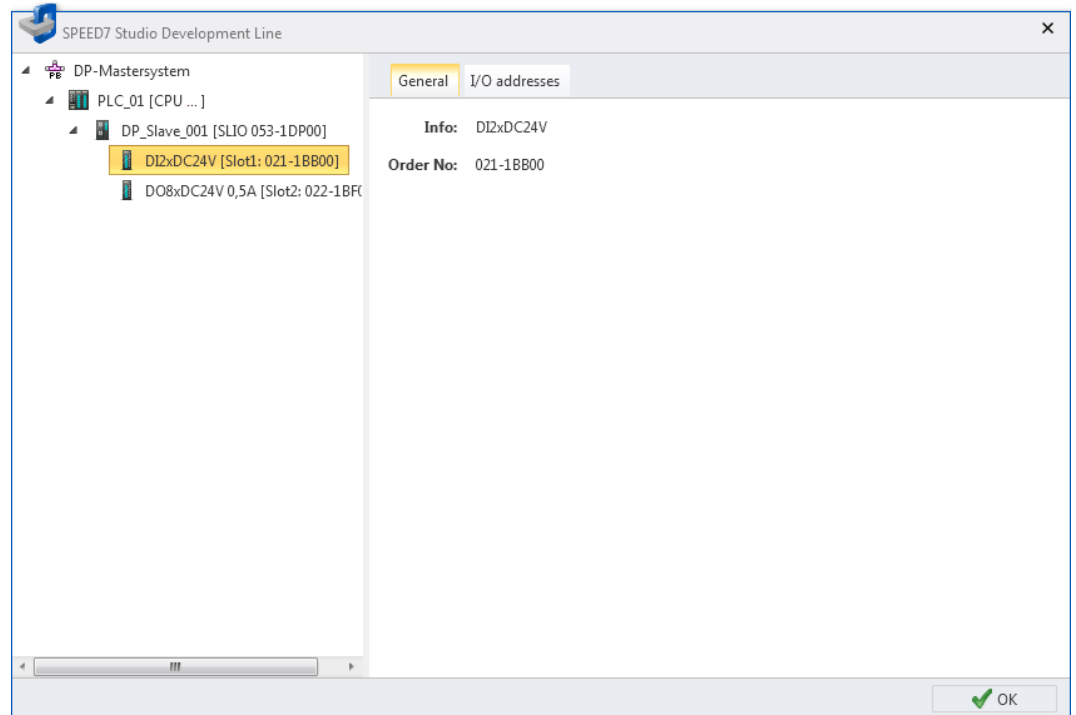 SPEED7 Studio Development Line
DP-Mastersystem
PLC_01 [CPU ... ]
DP_Slave_001 [SLIO 053-1DP00]
DI2xDC24V [Slot1: 021-1BB00]
DO8xDC24V 0,5A [Slot2: 022-1BF
General I/O addresses
Info: DI2xDC24V
Order No: 021-1BB00
OK